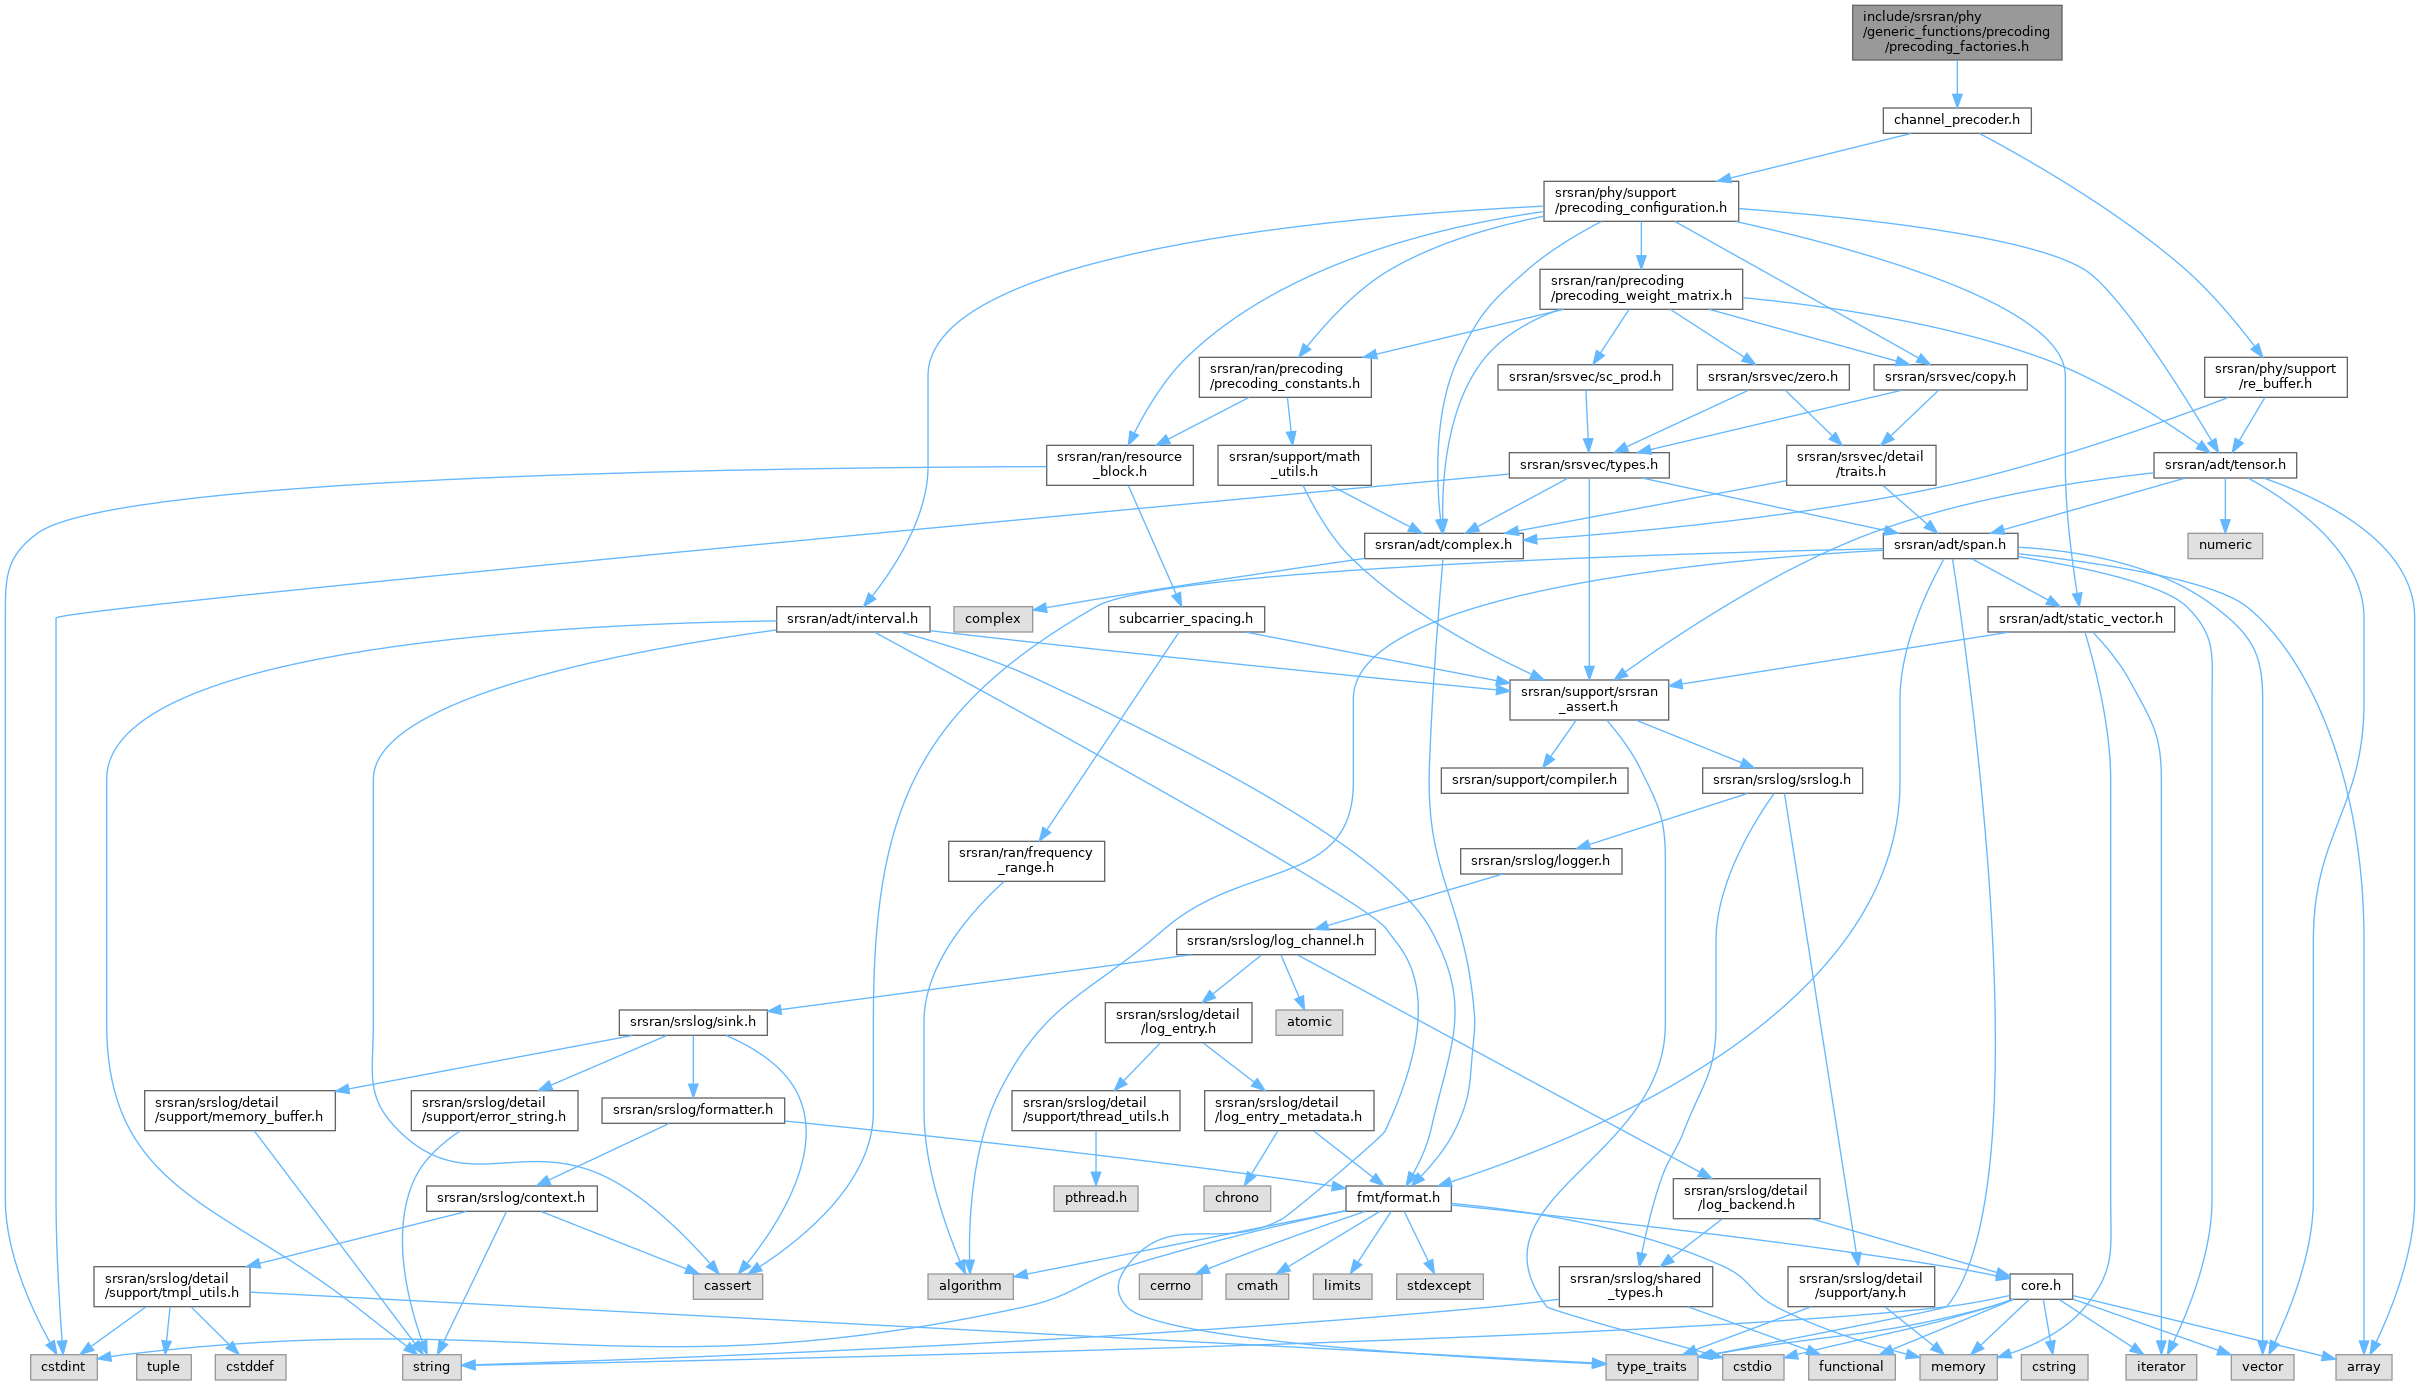 include/srsran/phy
/generic_functions/precoding
/precoding_factories.h
channel_precoder.h
srsran/phy/support
/precoding_configuration.h
srsran/ran/precoding
/precoding_weight_matrix.h
srsran/ran/precoding
/precoding_constants.h
srsran/srsvec/sc_prod.h
srsran/srsvec/zero.h
srsran/srsvec/copy.h
srsran/phy/support
/re_buffer.h
srsran/ran/resource
_block.h
srsran/support/math
_utils.h
srsran/srsvec/types.h
srsran/srsvec/detail
/traits.h
srsran/adt/tensor.h
srsran/adt/complex.h
srsran/adt/span.h
numeric
srsran/adt/interval.h
complex
subcarrier_spacing.h
srsran/adt/static_vector.h
srsran/support/srsran
_assert.h
srsran/support/compiler.h
srsran/srslog/srslog.h
srsran/ran/frequency
_range.h
srsran/srslog/logger.h
srsran/srslog/log_channel.h
srsran/srslog/sink.h
srsran/srslog/detail
/log_entry.h
atomic
srsran/srslog/detail
/support/memory_buffer.h
srsran/srslog/detail
/support/error_string.h
srsran/srslog/formatter.h
srsran/srslog/detail
/support/thread_utils.h
srsran/srslog/detail
/log_entry_metadata.h
srsran/srslog/context.h
pthread.h
chrono
fmt/format.h
srsran/srslog/detail
/log_backend.h
srsran/srslog/detail
/support/tmpl_utils.h
cassert
algorithm
cerrno
cmath
limits
stdexcept
srsran/srslog/shared
_types.h
srsran/srslog/detail
/support/any.h
core.h
cstdint
tuple
cstddef
string
type_traits
cstdio
functional
memory
cstring
iterator
vector
array